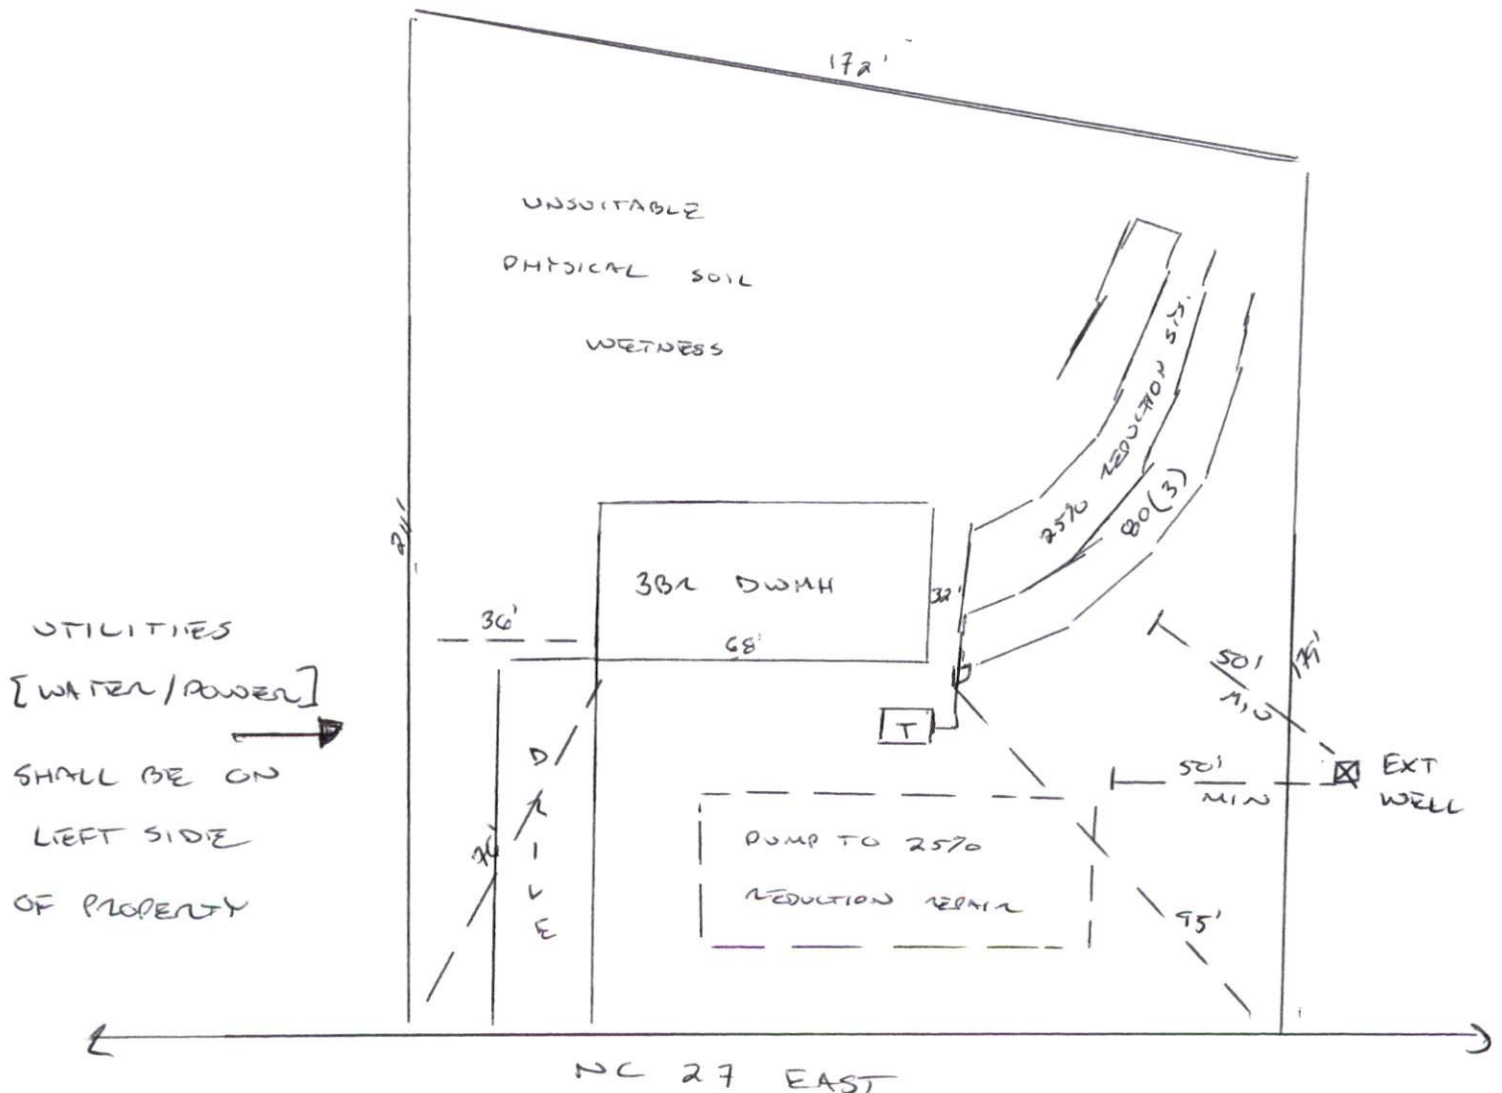 172'
UNSUITABLE
PHYSICAL SOIL
WETNESS
25% REDUCTION SYS.
80(3)
3BR DWMH
32'
36'
68'
UTILITIES
[WATER/POWER]
SHALL BE ON
LEFT SIDE
OF PROPERTY
DRIVE
T
50'
MIN
50'
MIN
EXT
WELL
PUMP TO 25%
REDUCTION REPAIR
95'
NC 27 EAST